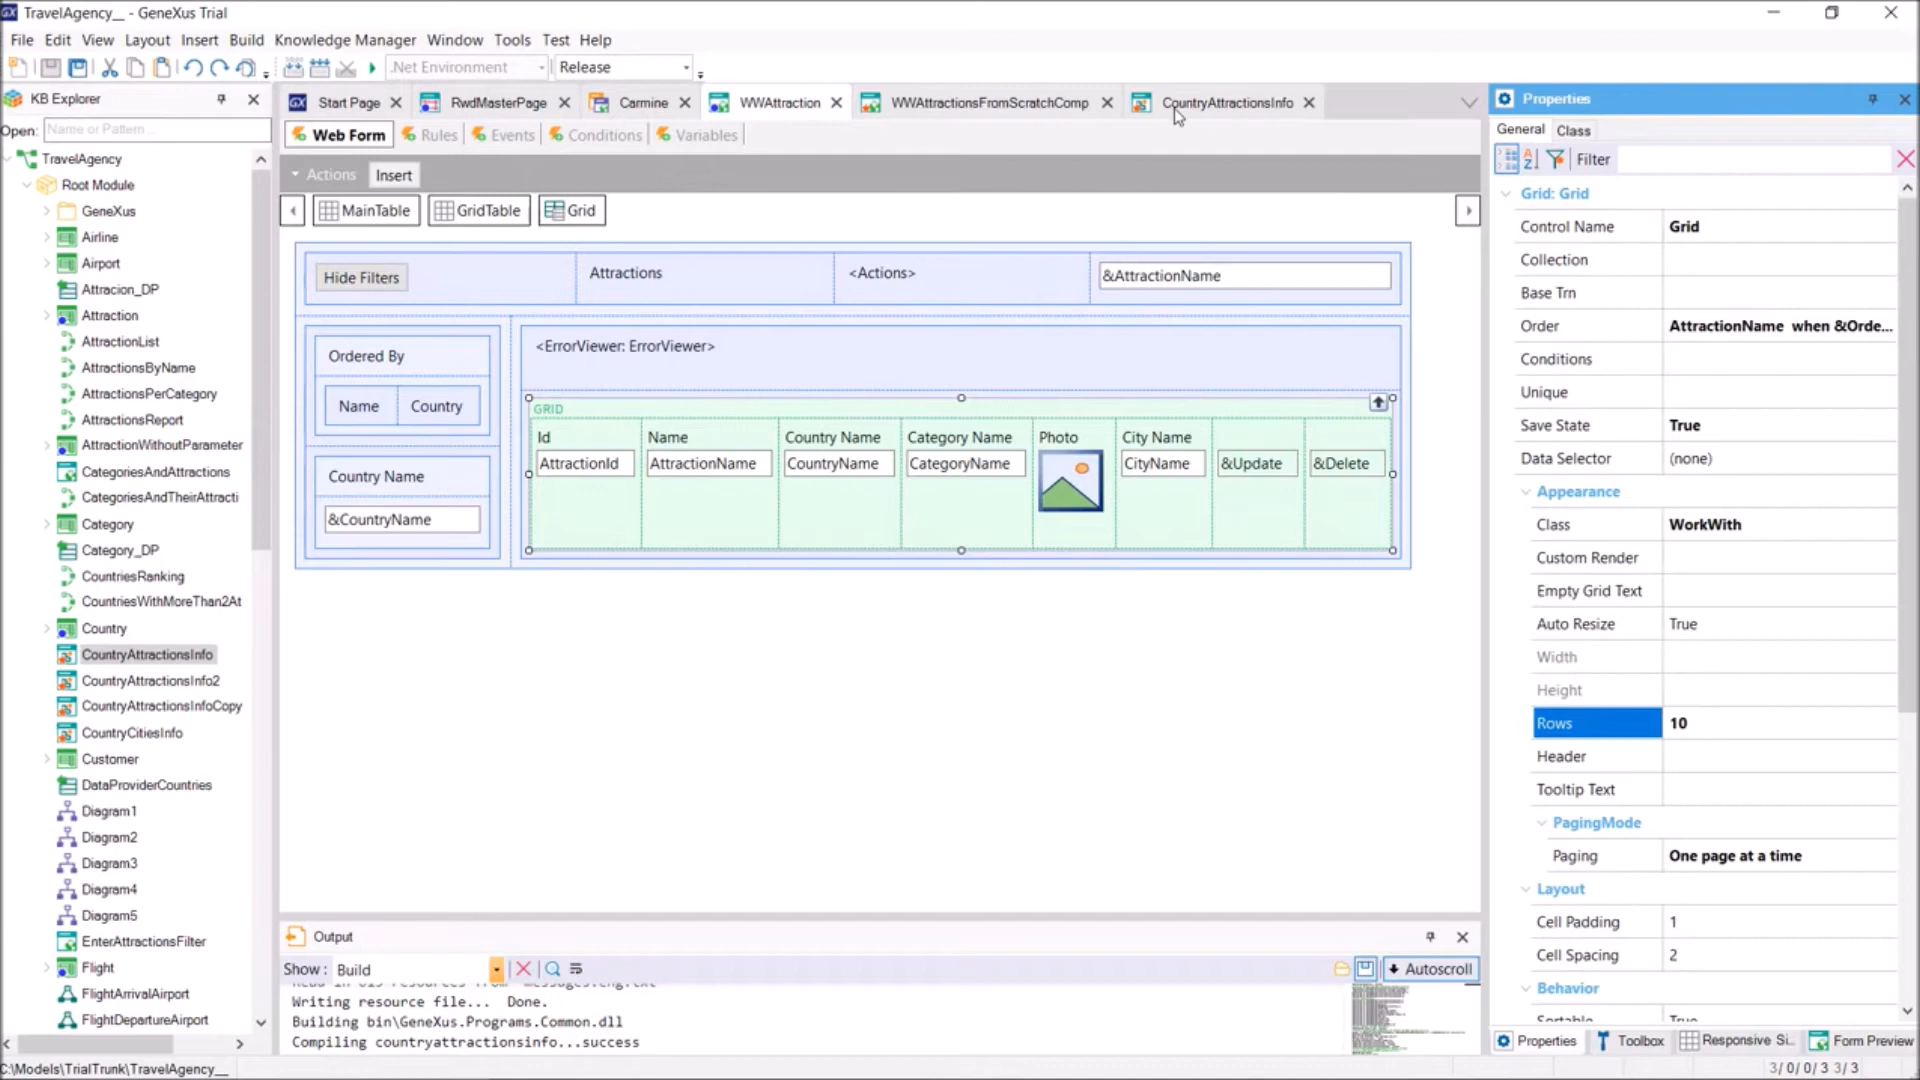 TravelAgency__ - GeneXus Trial
File Edit View Layout Insert Build Knowledge Manager Window Tools Test Help
.Net Environment Release
KB Explorer
Open: Name or Pattern ...
TravelAgency
Root Module
GeneXus
Airline
Airport
Attracion_DP
Attraction
AttractionList
AttractionsByName
AttractionsPerCategory
AttractionsReport
AttractionWithoutParameter
CategoriesAndAttractions
CategoriesAndTheirAttracti
Category
Category_DP
CountriesRanking
CountriesWithMoreThan2At
Country
CountryAttractionsInfo
CountryAttractionsInfo2
CountryAttractionsInfoCopy
CountryCitiesInfo
Customer
DataProviderCountries
Diagram1
Diagram2
Diagram3
Diagram4
Diagram5
EnterAttractionsFilter
Flight
FlightArrivalAirport
FlightDepartureAirport
Start Page RwdMasterPage Carmine WWAttraction WWAttractionsFromScratchComp CountryAttractionsInfo
Web Form Rules Events Conditions Variables
Actions Insert
MainTable GridTable Grid
Hide Filters Attractions <Actions> &AttractionName
Ordered By
Name Country
Country Name
&CountryName
<ErrorViewer: ErrorViewer>
GRID
Id Name Country Name Category Name Photo City Name
AttractionId AttractionName CountryName CategoryName CityName &Update &Delete
Output
Show : Build Autoscroll
Writing resource file... Done.
Building bin\GeneXus.Programs.Common.dll
Compiling countryattractionsinfo...success
Properties
General Class
Filter
Grid: Grid
Control Name Grid
Collection
Base Trn
Order AttractionName when &Orde...
Conditions
Unique
Save State True
Data Selector (none)
Appearance
Class WorkWith
Custom Render
Empty Grid Text
Auto Resize True
Width
Height
Rows 10
Header
Tooltip Text
PagingMode
Paging One page at a time
Layout
Cell Padding 1
Cell Spacing 2
Behavior
Sortable True
Properties Toolbox Responsive Si... Form Preview
C:\Models\TrialTrunk\TravelAgency__ 3/ 0/ 0/ 3 3/ 3